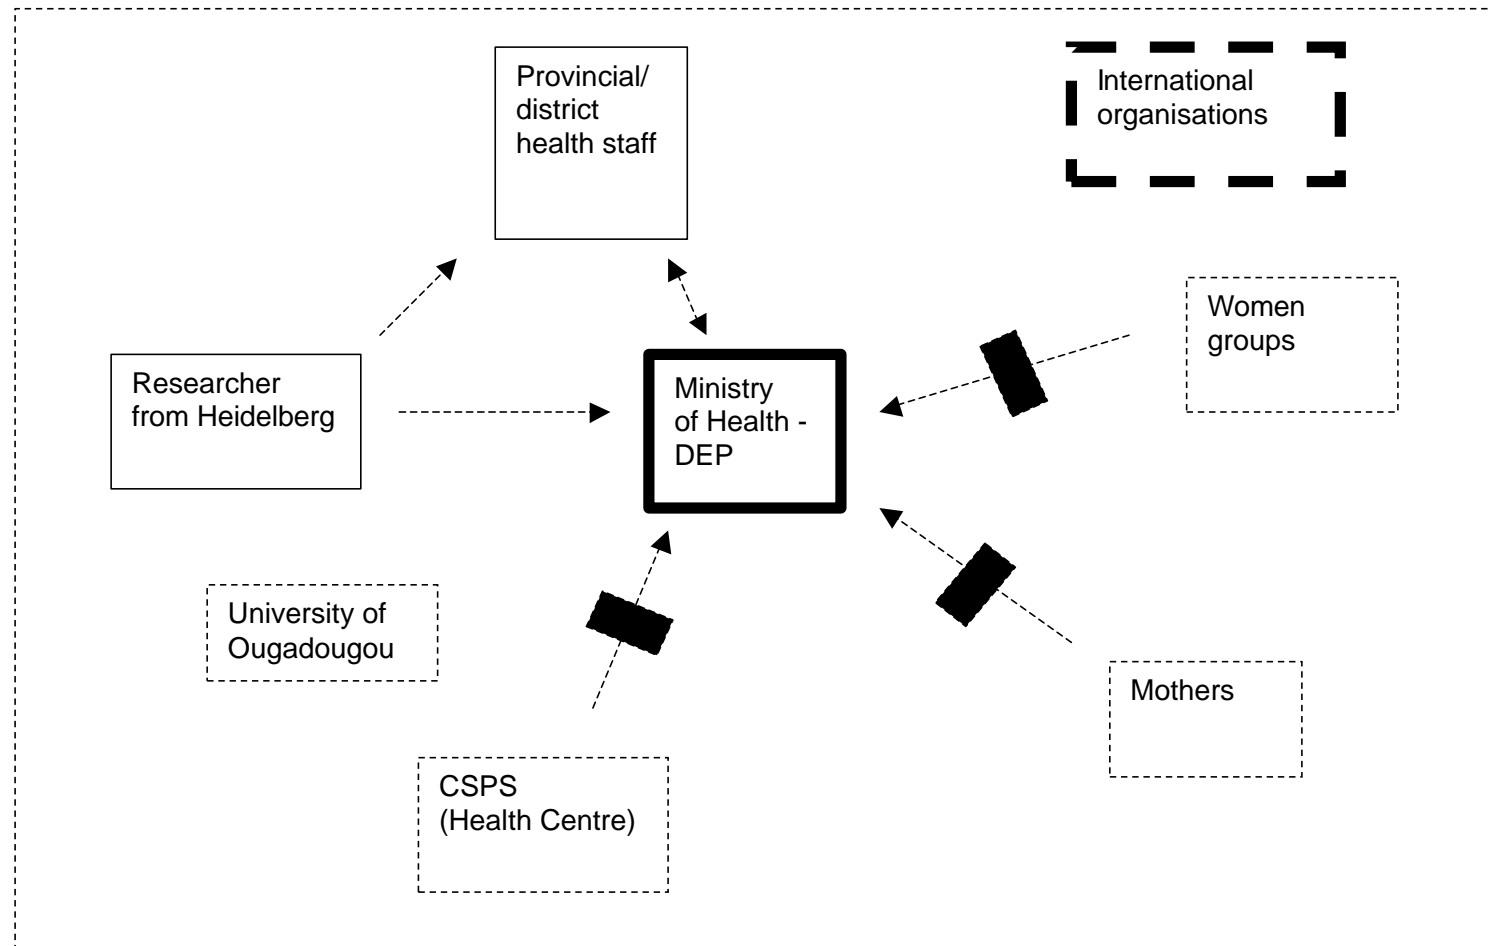 Provincial/
district
health staff
International
organisations
Women
groups
Researcher
from Heidelberg
Ministry
of Health -
DEP
University of
Ougadougou
Mothers
CSPS
(Health Centre)